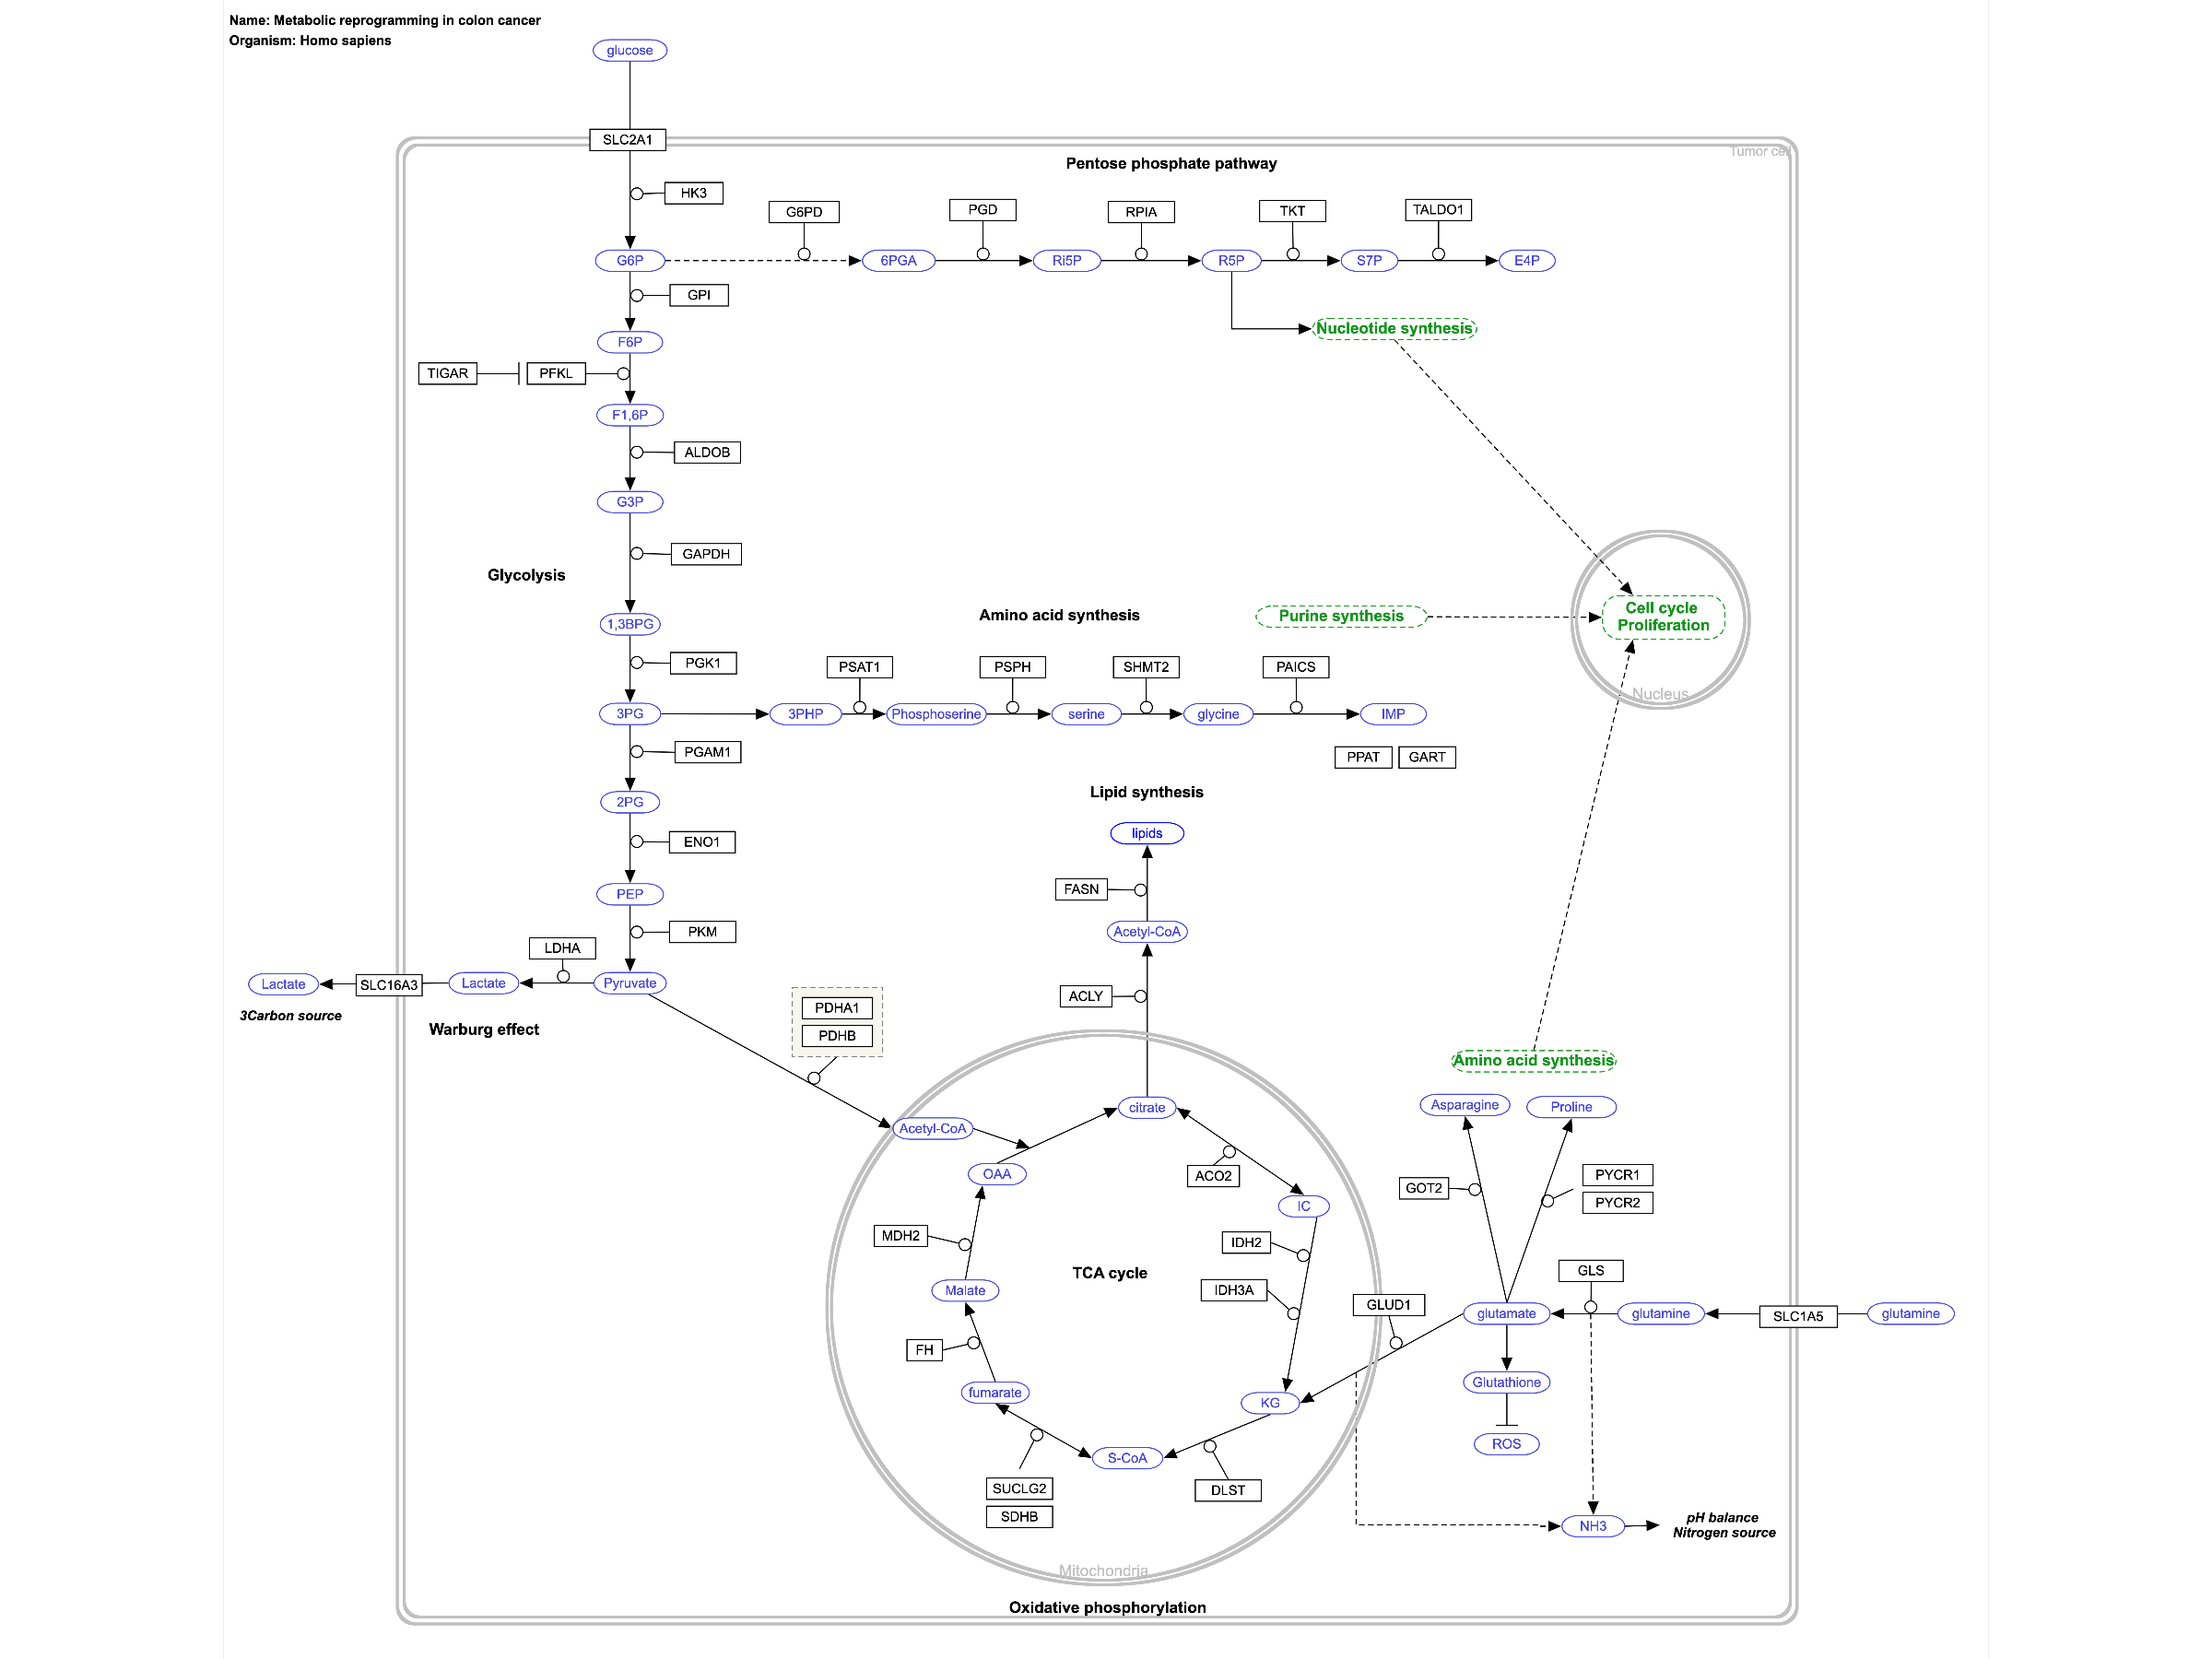 Name: Metabolic reprogramming in colon cancer
Organism: Homo sapiens
glucose
SLC2A1
Tumor cell
Pentose phosphate pathway
HK3
G6PD
PGD
RPIA
TKT
TALDO1
G6P
6PGA
Ri5P
R5P
S7P
E4P
GPI
Nucleotide synthesis
F6P
TIGAR
PFKL
F1,6P
ALDOB
G3P
GAPDH
Glycolysis
1,3BPG
Amino acid synthesis
Purine synthesis
Cell cycle
Proliferation
Nucleus
PGK1
PSAT1
PSPH
SHMT2
PAICS
3PG
3PHP
Phosphoserine
serine
glycine
IMP
PGAM1
PPAT
GART
Lipid synthesis
2PG
lipids
ENO1
FASN
PEP
PKM
Acetyl-CoA
LDHA
Lactate
SLC16A3
Lactate
Pyruvate
3Carbon source
Warburg effect
PDHA1
PDHB
ACLY
Amino acid synthesis
Asparagine
Proline
citrate
Acetyl-CoA
OAA
ACO2
IC
GOT2
PYCR1
PYCR2
MDH2
IDH2
TCA cycle
IDH3A
GLS
Malate
GLUD1
glutamate
glutamine
SLC1A5
glutamine
FH
fumarate
KG
Glutathione
ROS
S-CoA
SUCLG2
SDHB
DLST
NH3
pH balance
Nitrogen source
Mitochondria
Oxidative phosphorylation